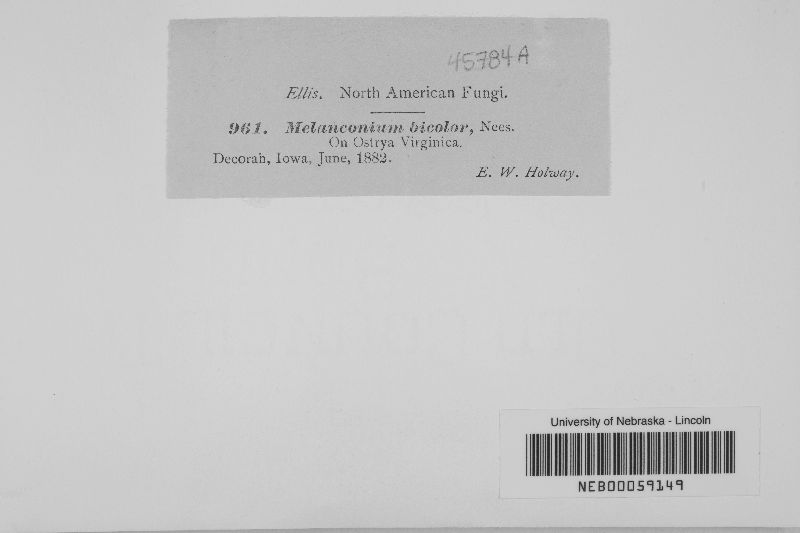 45784 A
Ellis. North American Fungi.
961. Melanconium bicolor, Nees.
On Ostrya Virginica.
Decorah, Iowa, June, 1882.
E. W. Holway.
University of Nebraska - Lincoln
NEB00059149